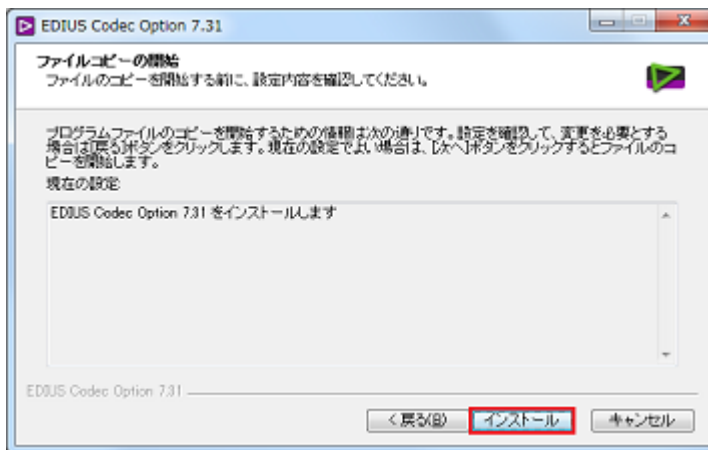 EDIUS Codec Option 7.31
ファイルコピーの開始
ファイルのコピーを開始する前に、設定内容を確認してください。
プログラムファイルのコピーを開始するための情報は次の通りです。設定を確認して、変更を必要とする
場合は[戻る]ボタンをクリックします。現在の設定でよい場合は、[次へ]ボタンをクリックするとファイルのコ
ピーを開始します。
現在の設定:
EDIUS Codec Option 7.31 をインストールします
EDIUS Codec Option 7.31
< 戻る(B)
インストール
キャンセル